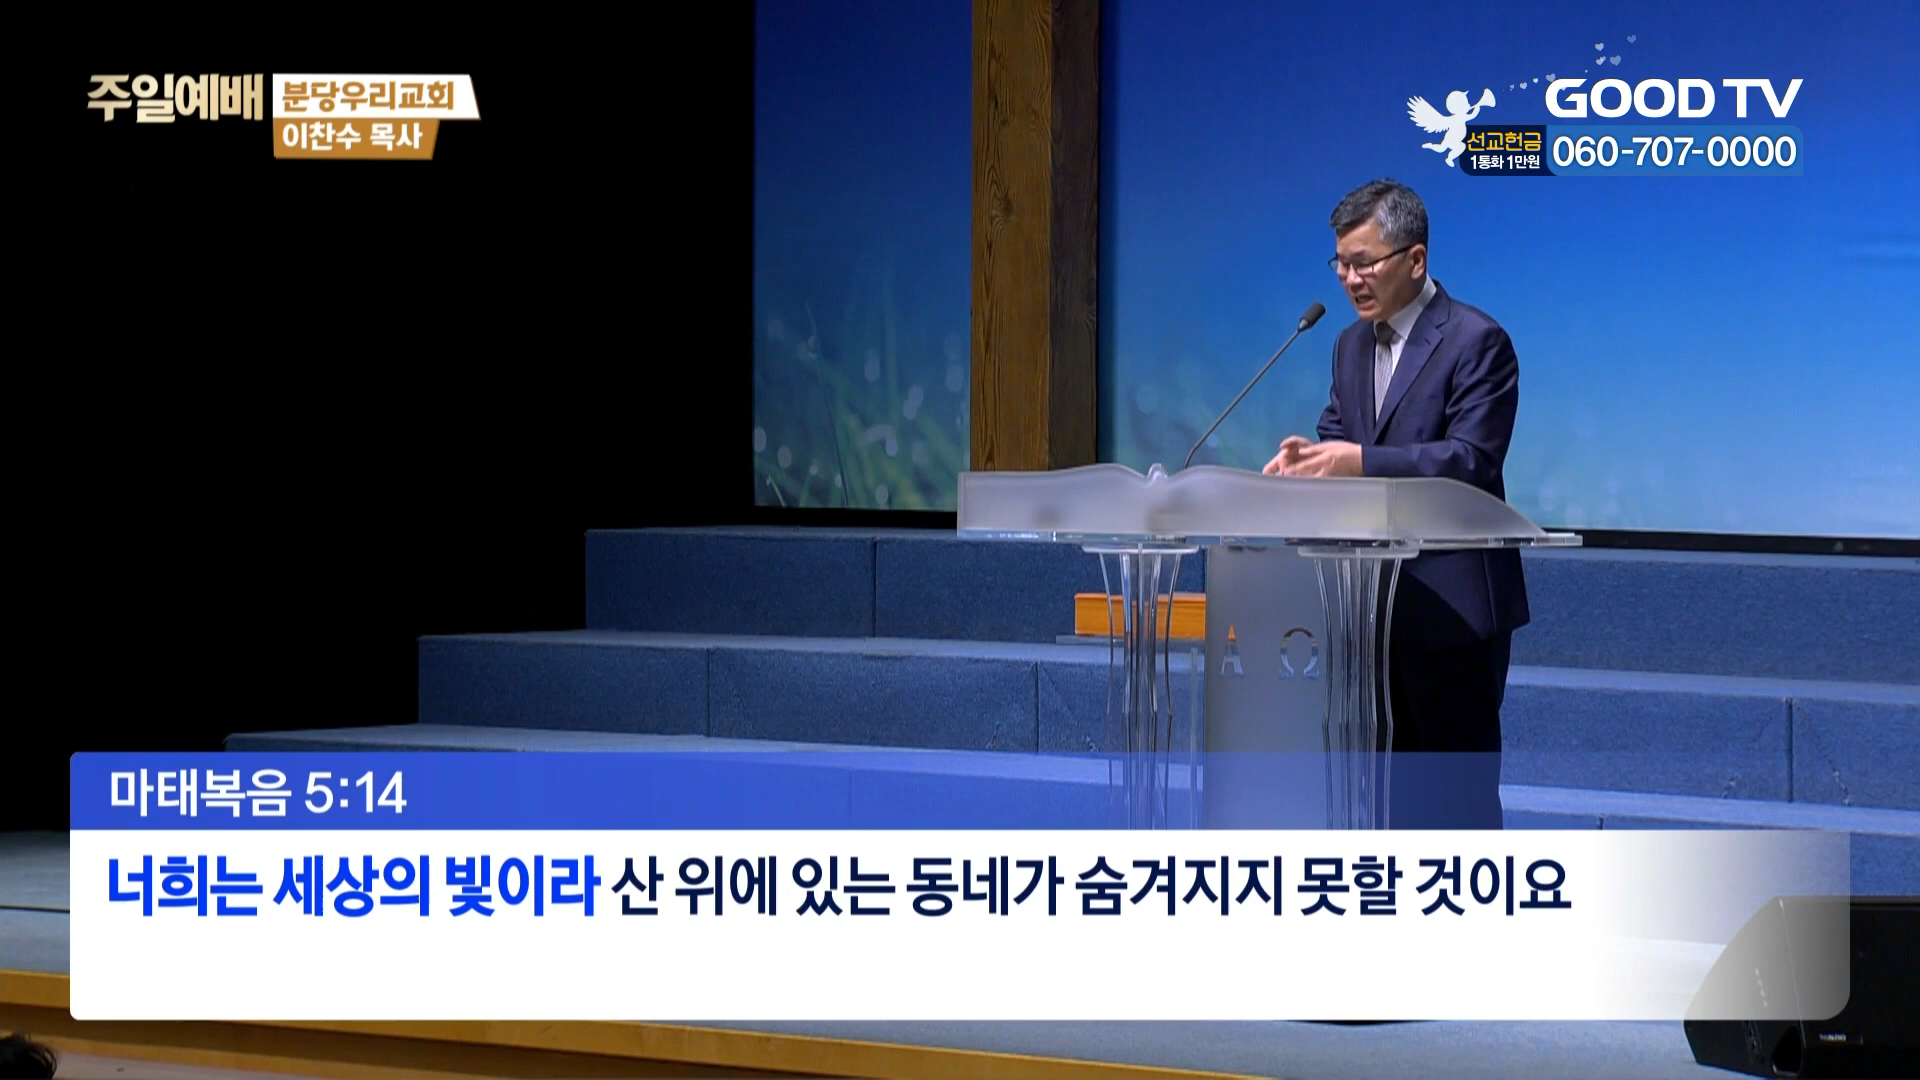 주일예배
분당우리교회
이찬수 목사
GOOD TV
선교헌금
1통화 1만원
060-707-0000
Α Ω
마태복음 5:14
너희는 세상의 빛이라 산 위에 있는 동네가 숨겨지지 못할 것이요